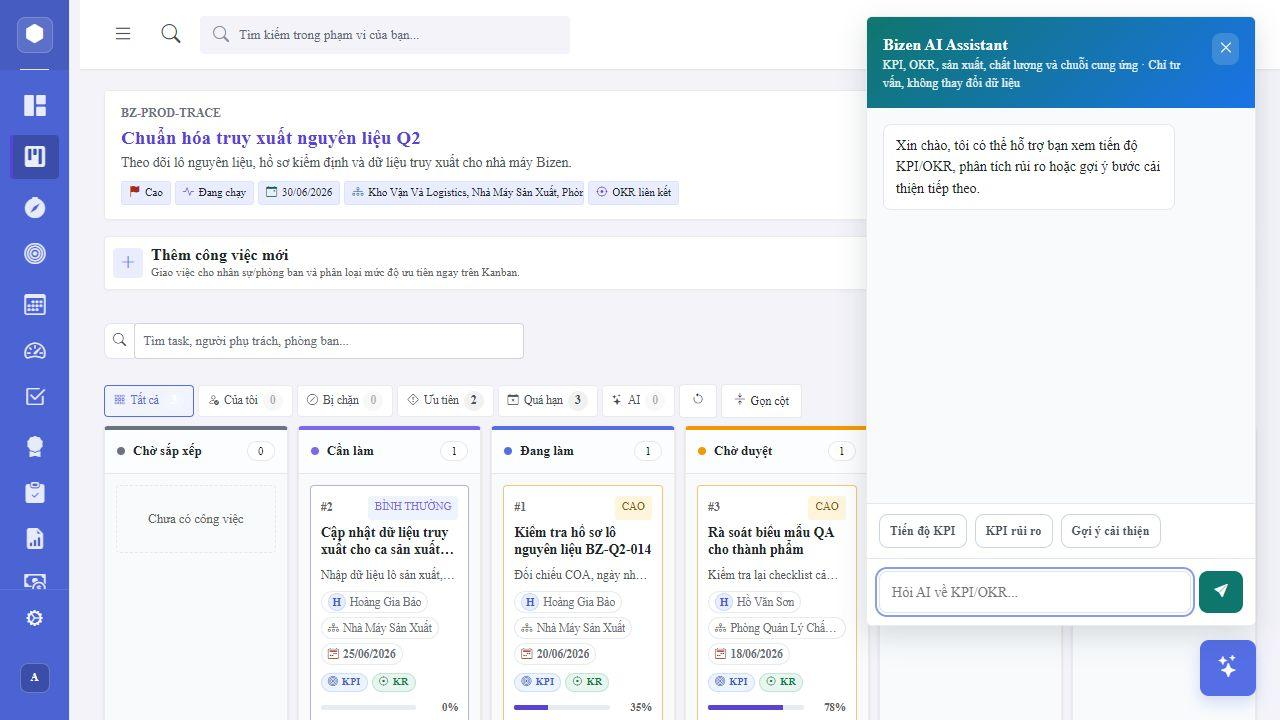 Tìm kiếm trong phạm vi của bạn...
BZ-PROD-TRACE
Chuẩn hóa truy xuất nguyên liệu Q2
Theo dõi lô nguyên liệu, hồ sơ kiểm định và dữ liệu truy xuất cho nhà máy Bizen.
Cao
Đang chạy
30/06/2026
Kho Vận Và Logistics, Nhà Máy Sản Xuất, Phòn
OKR liên kết
Thêm công việc mới
Giao việc cho nhân sự/phòng ban và phân loại mức độ ưu tiên ngay trên Kanban.
Tìm task, người phụ trách, phòng ban...
Tất cả 3
Của tôi 0
Bị chặn 0
Ưu tiên 2
Quá hạn 3
AI 0
Gọn cột
Chờ sắp xếp 0
Chưa có công việc
Cần làm 1
#2 BÌNH THƯỜNG
Cập nhật dữ liệu truy
xuất cho ca sản xuất...
Nhập dữ liệu lô sản xuất,...
H Hoàng Gia Bảo
Nhà Máy Sản Xuất
25/06/2026
KPI KR
0%
Đang làm 1
#1 CAO
Kiểm tra hồ sơ lô
nguyên liệu BZ-Q2-014
Đối chiếu COA, ngày nh...
H Hoàng Gia Bảo
Nhà Máy Sản Xuất
20/06/2026
KPI KR
35%
Chờ duyệt 1
#3 CAO
Rà soát biểu mẫu QA
cho thành phẩm
Kiểm tra lại checklist cả...
H Hồ Văn Sơn
Phòng Quản Lý Chấ...
18/06/2026
KPI KR
78%
A
Bizen AI Assistant
KPI, OKR, sản xuất, chất lượng và chuỗi cung ứng · Chỉ tư
vấn, không thay đổi dữ liệu
Xin chào, tôi có thể hỗ trợ bạn xem tiến độ
KPI/OKR, phân tích rủi ro hoặc gợi ý bước cải
thiện tiếp theo.
Tiến độ KPI
KPI rủi ro
Gợi ý cải thiện
Hỏi AI về KPI/OKR...